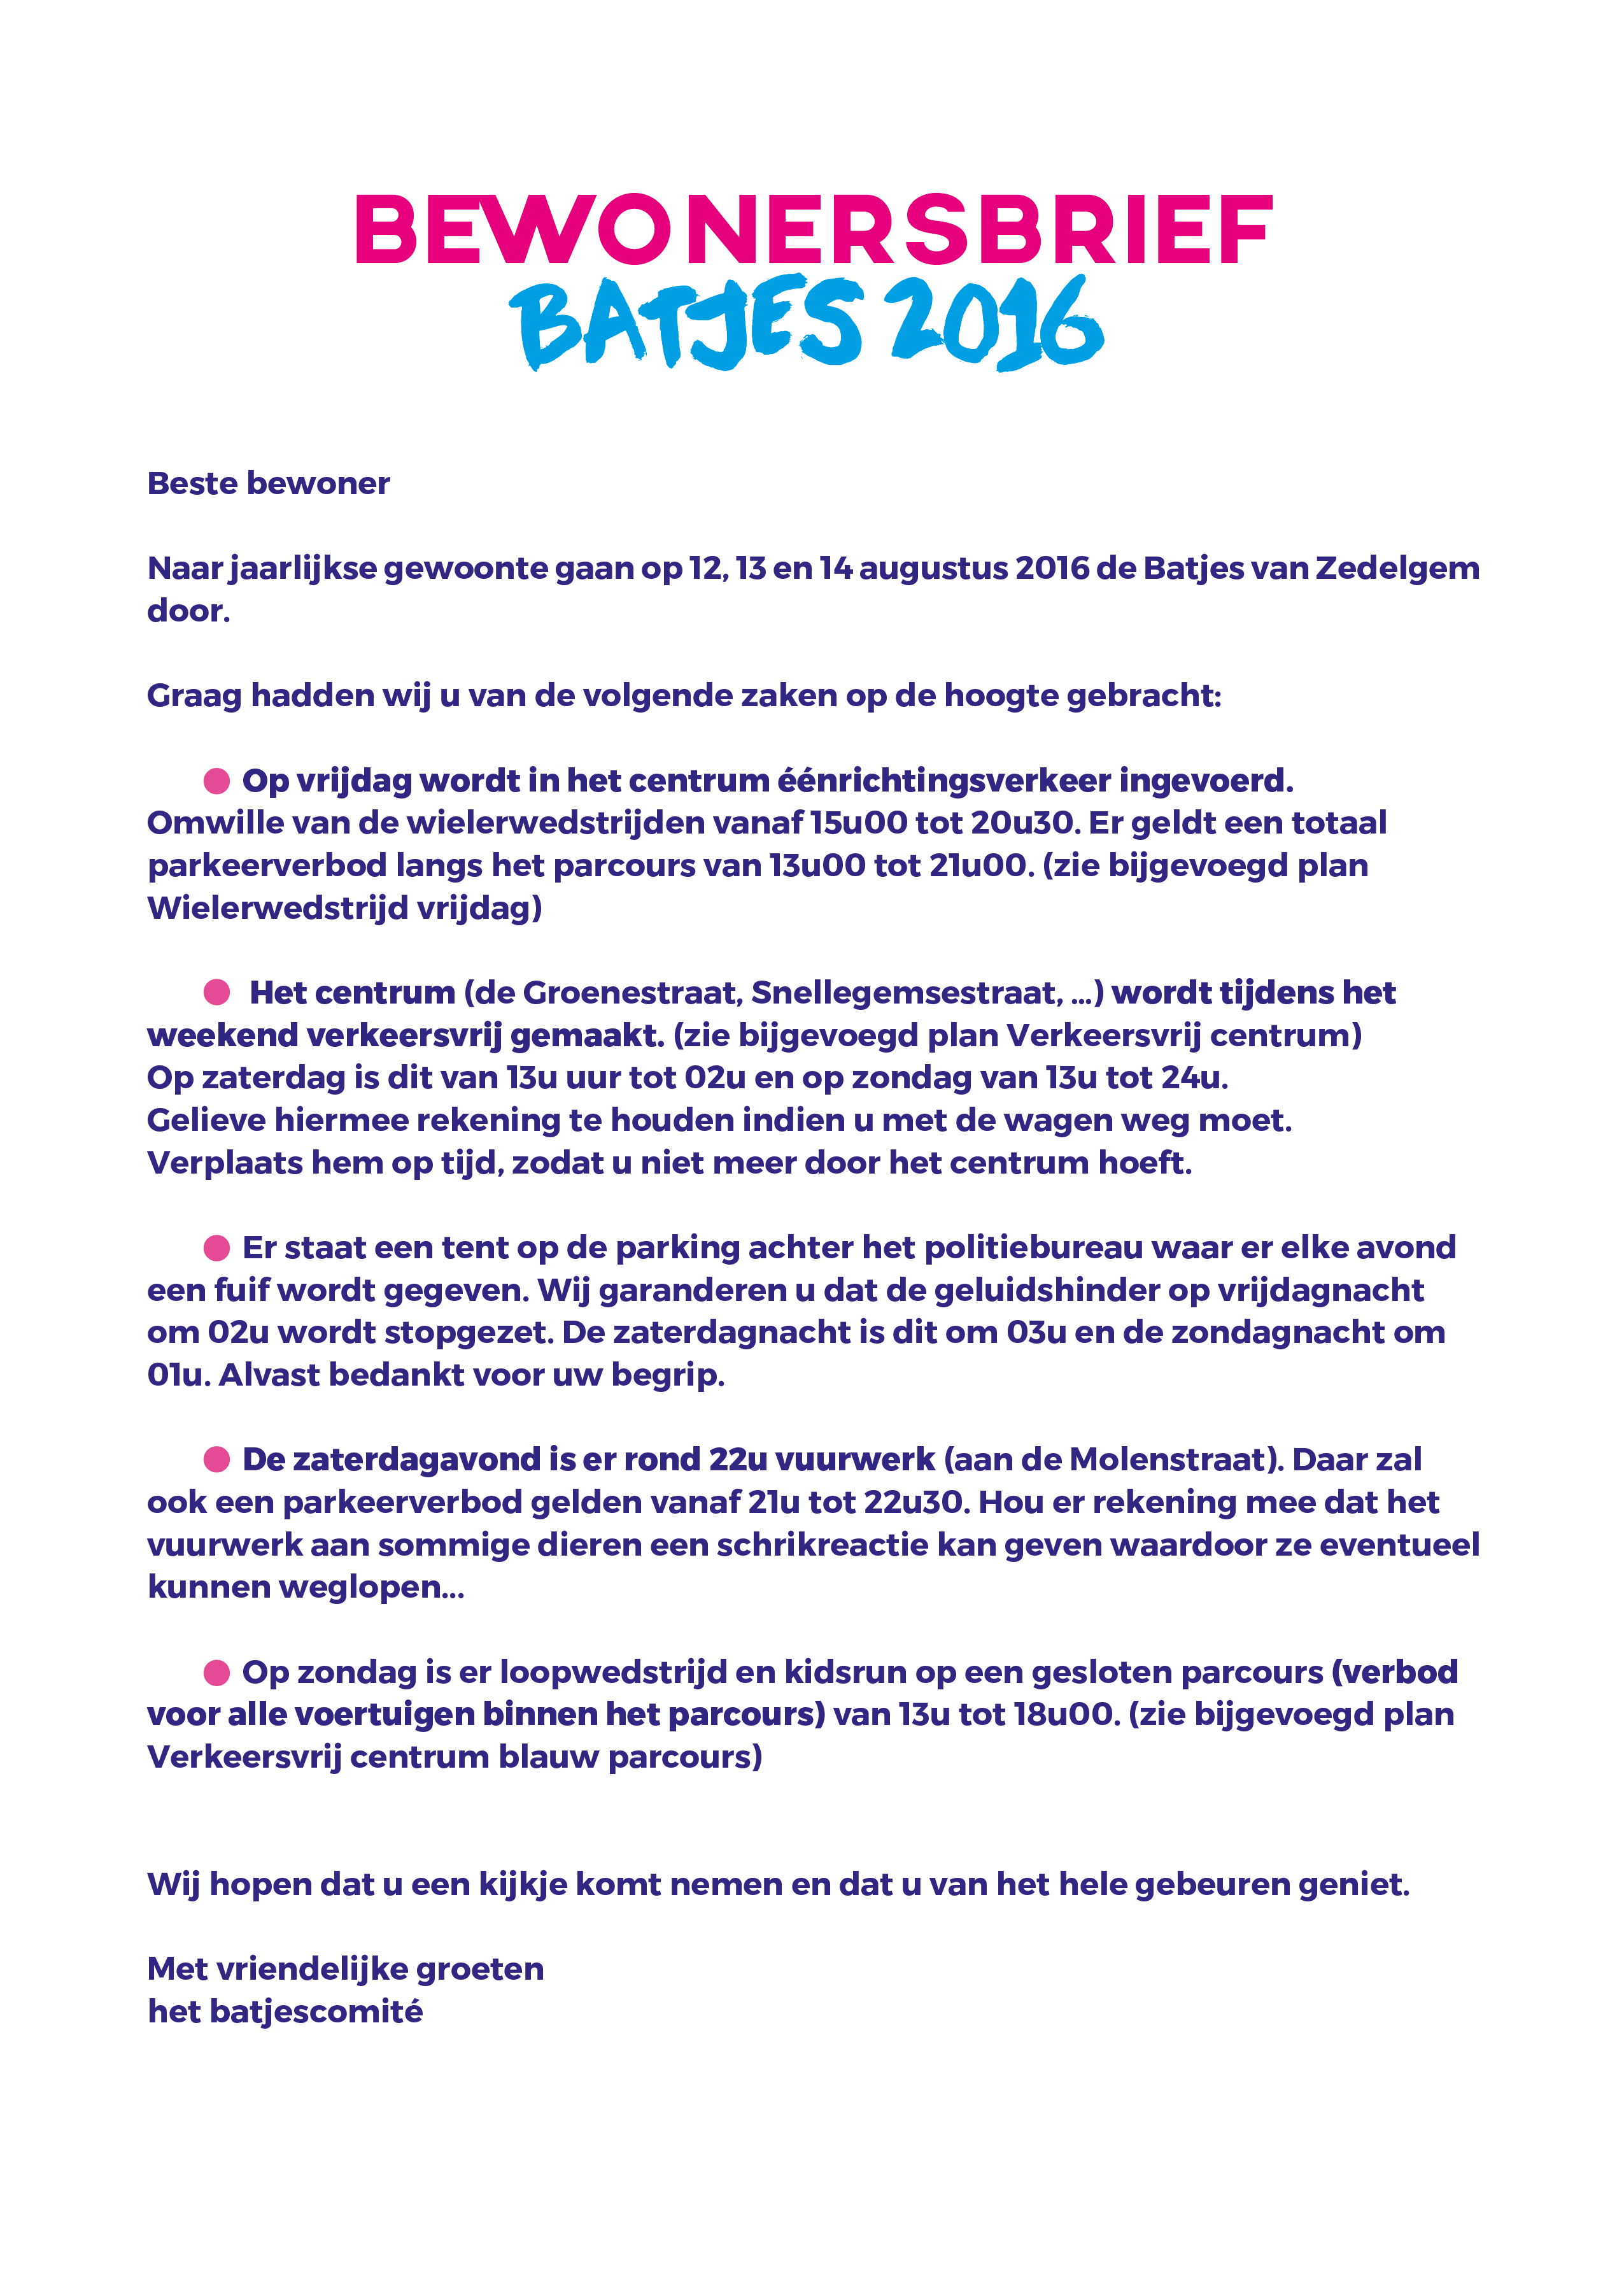 BEWONERSBRIEF
BATJES 2016
Beste bewoner
Naar jaarlijkse gewoonte gaan op 12, 13 en 14 augustus 2016 de Batjes van Zedelgem
door.
Graag hadden wij u van de volgende zaken op de hoogte gebracht:
● Op vrijdag wordt in het centrum éénrichtingsverkeer ingevoerd.
Omwille van de wielerwedstrijden vanaf 15u00 tot 20u30. Er geldt een totaal
parkeerverbod langs het parcours van 13u00 tot 21u00. (zie bijgevoegd plan
Wielerwedstrijd vrijdag)
● Het centrum (de Groenestraat, Snellegemsestraat, ...) wordt tijdens het
weekend verkeersvrij gemaakt. (zie bijgevoegd plan Verkeersvrij centrum)
Op zaterdag is dit van 13u uur tot 02u en op zondag van 13u tot 24u.
Gelieve hiermee rekening te houden indien u met de wagen weg moet.
Verplaats hem op tijd, zodat u niet meer door het centrum hoeft.
● Er staat een tent op de parking achter het politiebureau waar er elke avond
een fuif wordt gegeven. Wij garanderen u dat de geluidshinder op vrijdagnacht
om 02u wordt stopgezet. De zaterdagnacht is dit om 03u en de zondagnacht om
01u. Alvast bedankt voor uw begrip.
● De zaterdagavond is er rond 22u vuurwerk (aan de Molenstraat). Daar zal
ook een parkeerverbod gelden vanaf 21u tot 22u30. Hou er rekening mee dat het
vuurwerk aan sommige dieren een schrikreactie kan geven waardoor ze eventueel
kunnen weglopen...
● Op zondag is er loopwedstrijd en kidsrun op een gesloten parcours (verbod
voor alle voertuigen binnen het parcours) van 13u tot 18u00. (zie bijgevoegd plan
Verkeersvrij centrum blauw parcours)
Wij hopen dat u een kijkje komt nemen en dat u van het hele gebeuren geniet.
Met vriendelijke groeten
het batjescomité